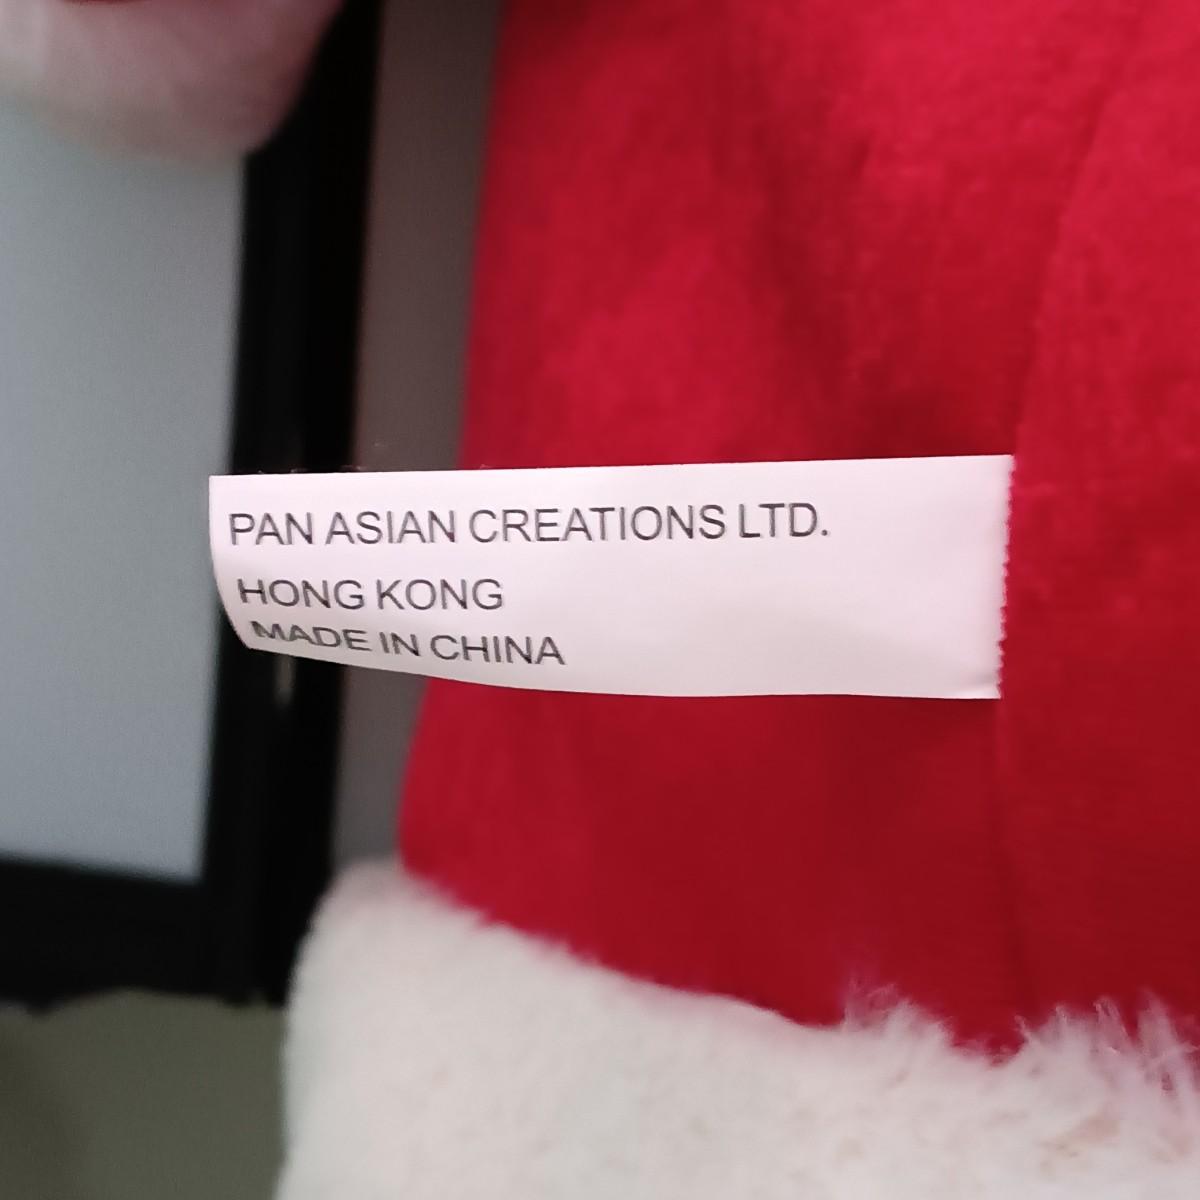 PAN ASIAN CREATIONS LTD.
HONG KONG
MADE IN CHINA